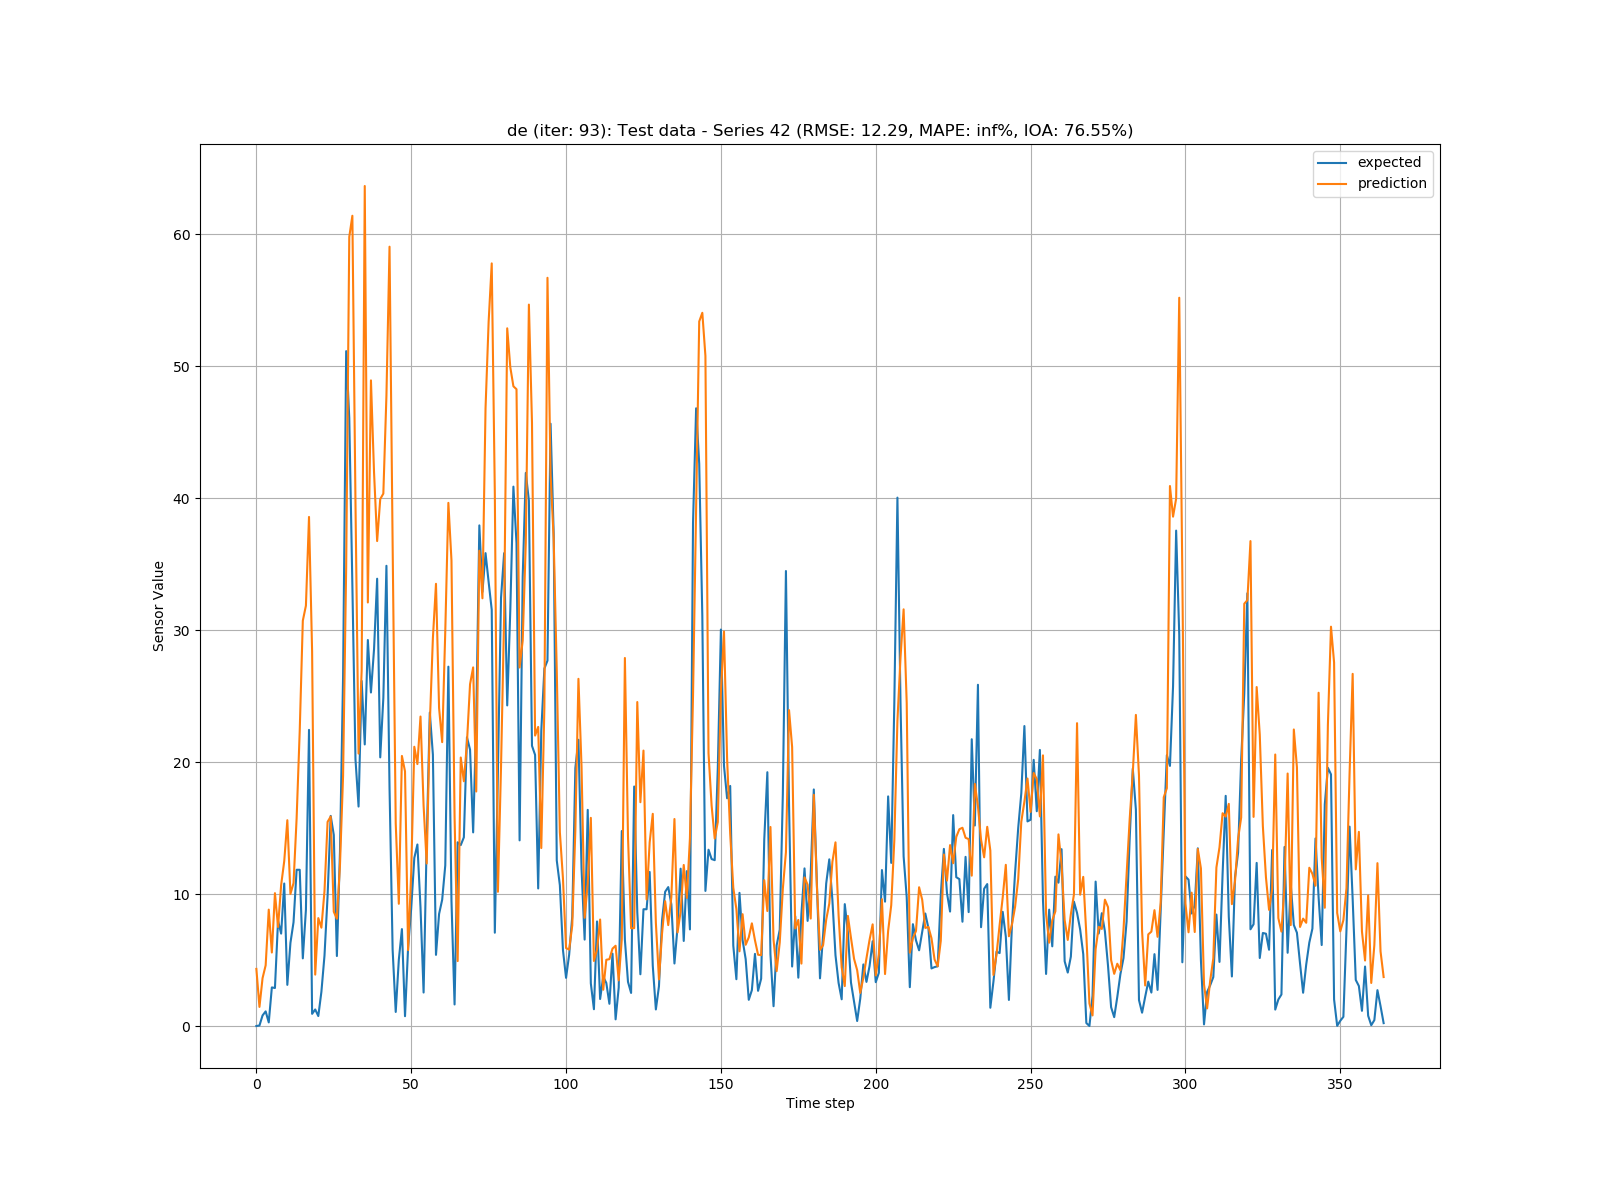 de (iter: 93): Test data - Series 42 (RMSE: 12.29, MAPE: inf%, IOA: 76.55%)
expected
prediction
60
50
40
30
20
10
0
Sensor Value
0 50 100 150 200 250 300 350
Time step